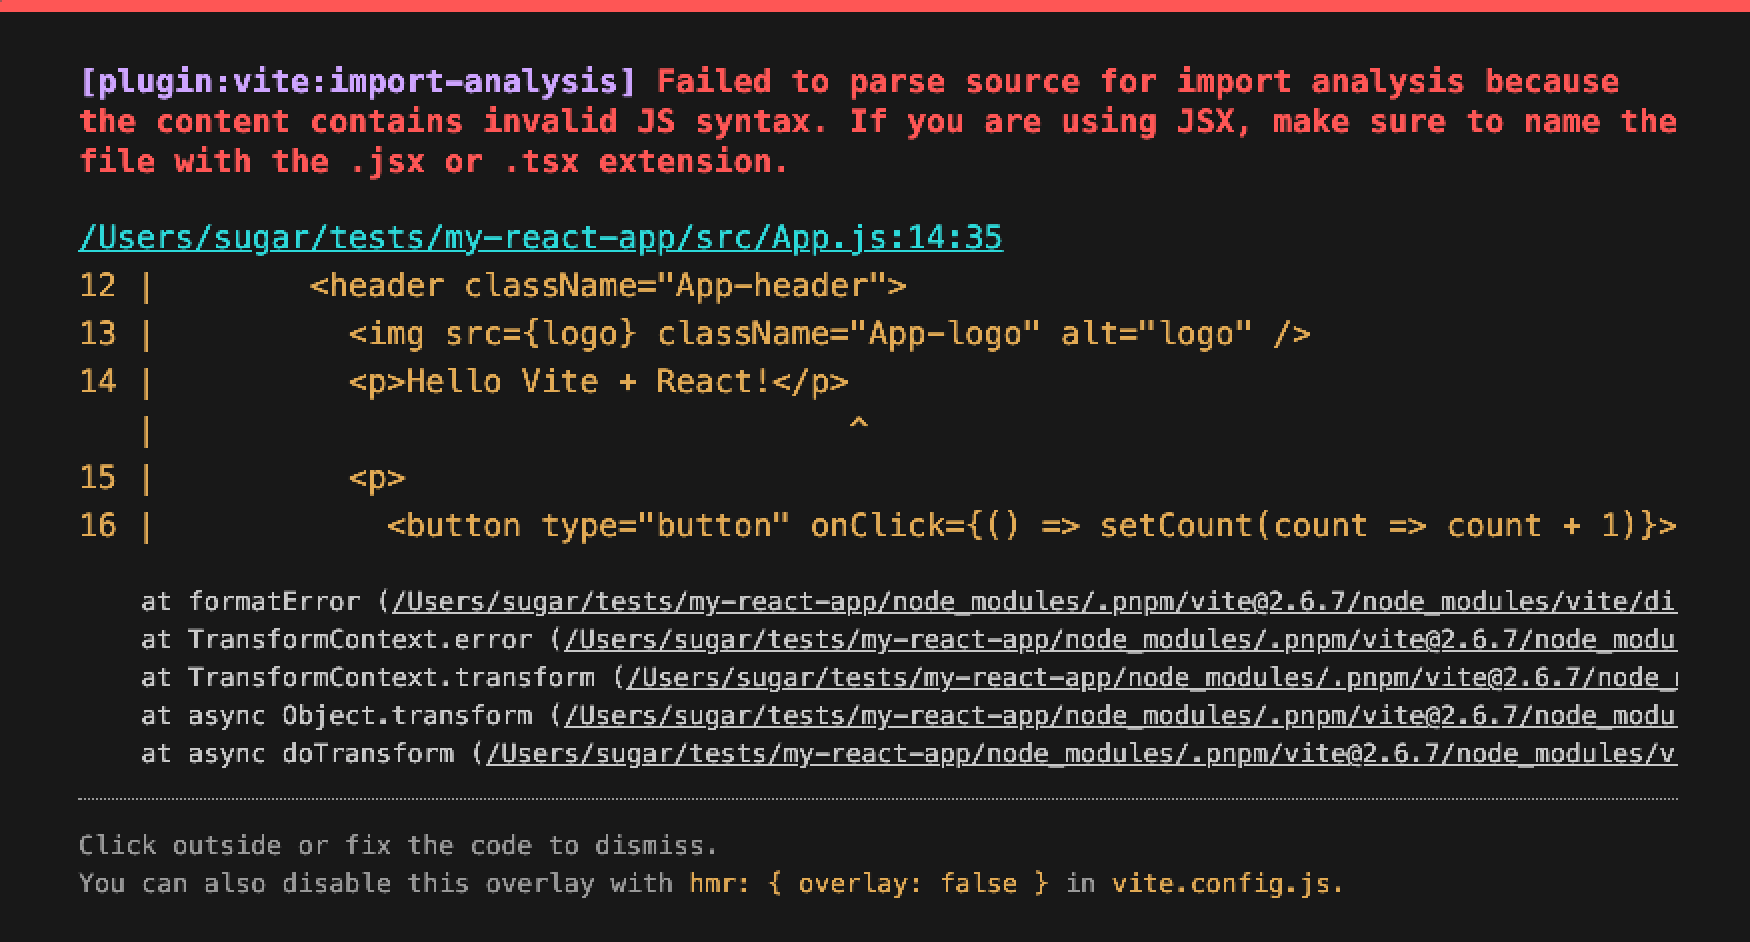 [plugin:vite:import-analysis] Failed to parse source for import analysis because
the content contains invalid JS syntax. If you are using JSX, make sure to name the
file with the .jsx or .tsx extension.
/Users/sugar/tests/my-react-app/src/App.js:14:35
12 |        <header className="App-header">
13 |          <img src={logo} className="App-logo" alt="logo" />
14 |          <p>Hello Vite + React!</p>
   |                                    ^
15 |          <p>
16 |            <button type="button" onClick={() => setCount(count => count + 1)}>
at formatError (/Users/sugar/tests/my-react-app/node_modules/.pnpm/vite@2.6.7/node_modules/vite/di
at TransformContext.error (/Users/sugar/tests/my-react-app/node_modules/.pnpm/vite@2.6.7/node_modu
at TransformContext.transform (/Users/sugar/tests/my-react-app/node_modules/.pnpm/vite@2.6.7/node_
at async Object.transform (/Users/sugar/tests/my-react-app/node_modules/.pnpm/vite@2.6.7/node_modu
at async doTransform (/Users/sugar/tests/my-react-app/node_modules/.pnpm/vite@2.6.7/node_modules/v
Click outside or fix the code to dismiss.
You can also disable this overlay with hmr: { overlay: false } in vite.config.js.